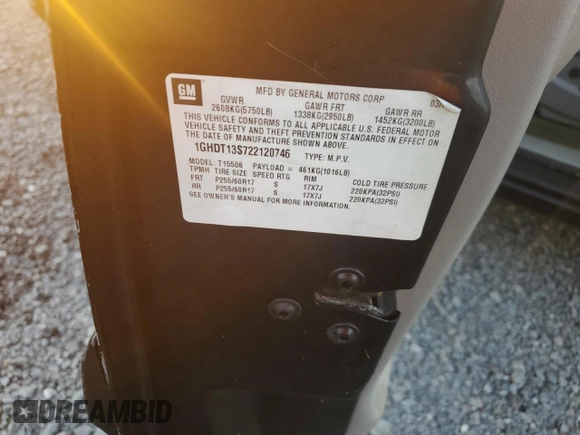 GM
MFD BY GENERAL MOTORS CORP
GVWR GAWR FRT GAWR RR
2608KG(5750LB) 1338KG(2950LB) 1452KG(3200LB)
THIS VEHICLE CONFORMS TO ALL APPLICABLE U.S. FEDERAL MOTOR
VEHICLE SAFETY AND THEFT PREVENTION STANDARDS IN EFFECT ON
THE DATE OF MANUFACTURE SHOWN ABOVE.
1GHDT13S722120746 TYPE: M.P.V.
MODEL: T15506 PAYLOAD = 461KG(1016LB)
TPMH TIRE SIZE SPEED RTG RIM COLD TIRE PRESSURE
FRT P255/60R17 S 17X7J 220KPA(32PSI)
RR P255/60R17 S 17X7J 220KPA(32PSI)
SEE OWNER'S MANUAL FOR MORE INFORMATION.
DREAMBID